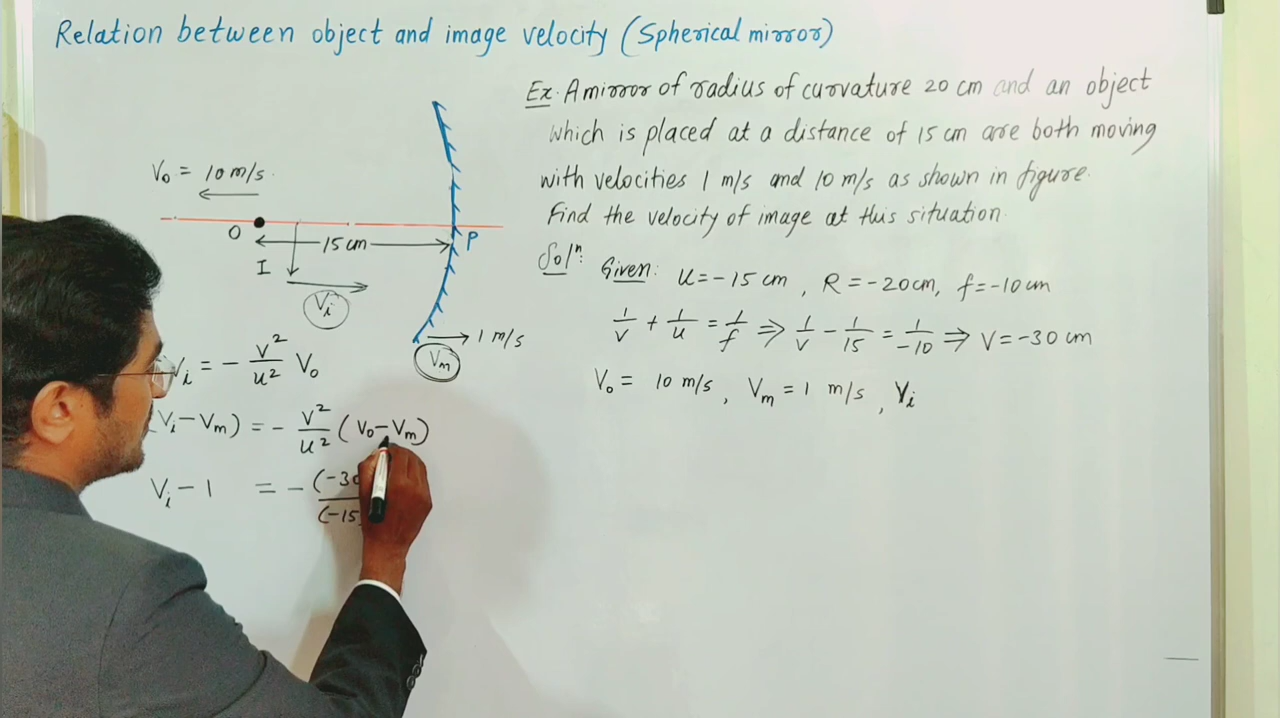 Relation between object and image velocity (Spherical mirror)
V₀ = 10 m/s
O
15 cm
P
I
Vᵢ
1 m/s
Vₘ
Vᵢ = - v²/u² V₀
(Vᵢ - Vₘ) = - v²/u² (V₀ - Vₘ)
Vᵢ - 1 = - (-30 / (-15
Ex. A mirror of radius of curvature 20 cm and an object
which is placed at a distance of 15 cm are both moving
with velocities 1 m/s and 10 m/s as shown in figure.
Find the velocity of image at this situation.
Solⁿ: Given: u = -15 cm, R = -20cm, f = -10 cm
1/v + 1/u = 1/f ⇒ 1/v - 1/15 = 1/-10 ⇒ V = -30 cm
V₀ = 10 m/s, Vₘ = 1 m/s, Vᵢ